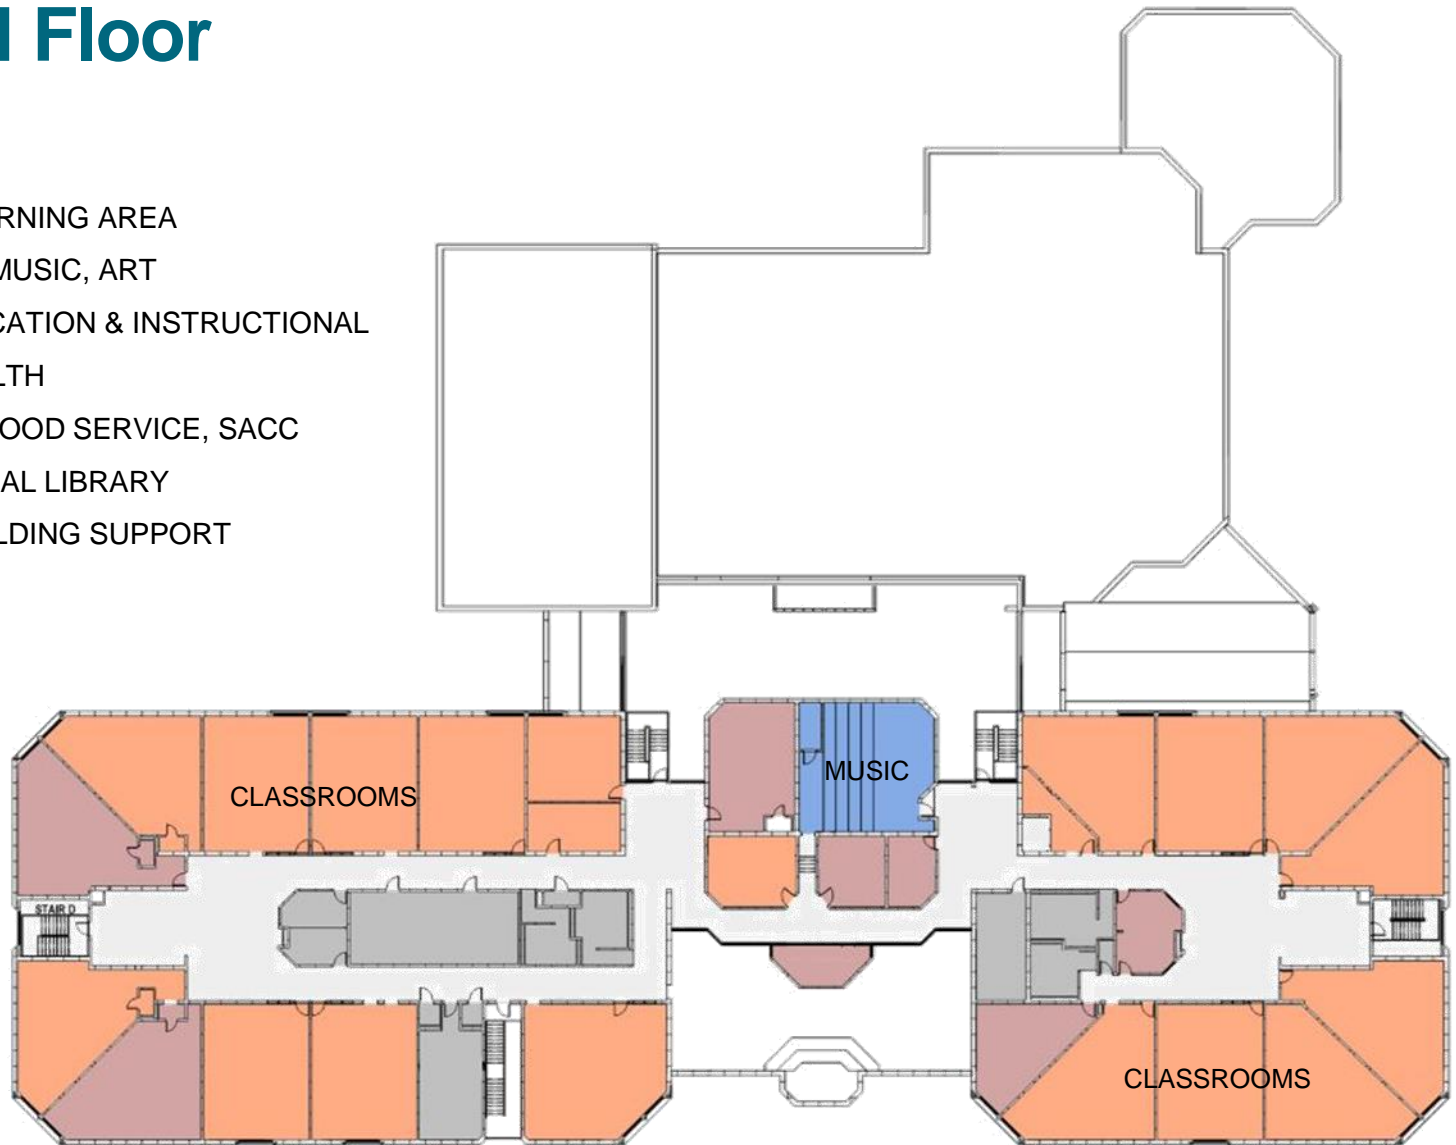 Floor
RNING AREA
MUSIC, ART
CATION & INSTRUCTIONAL
LTH
OOD SERVICE, SACC
AL LIBRARY
LDING SUPPORT
MUSIC
CLASSROOMS
STAIR D
CLASSROOMS